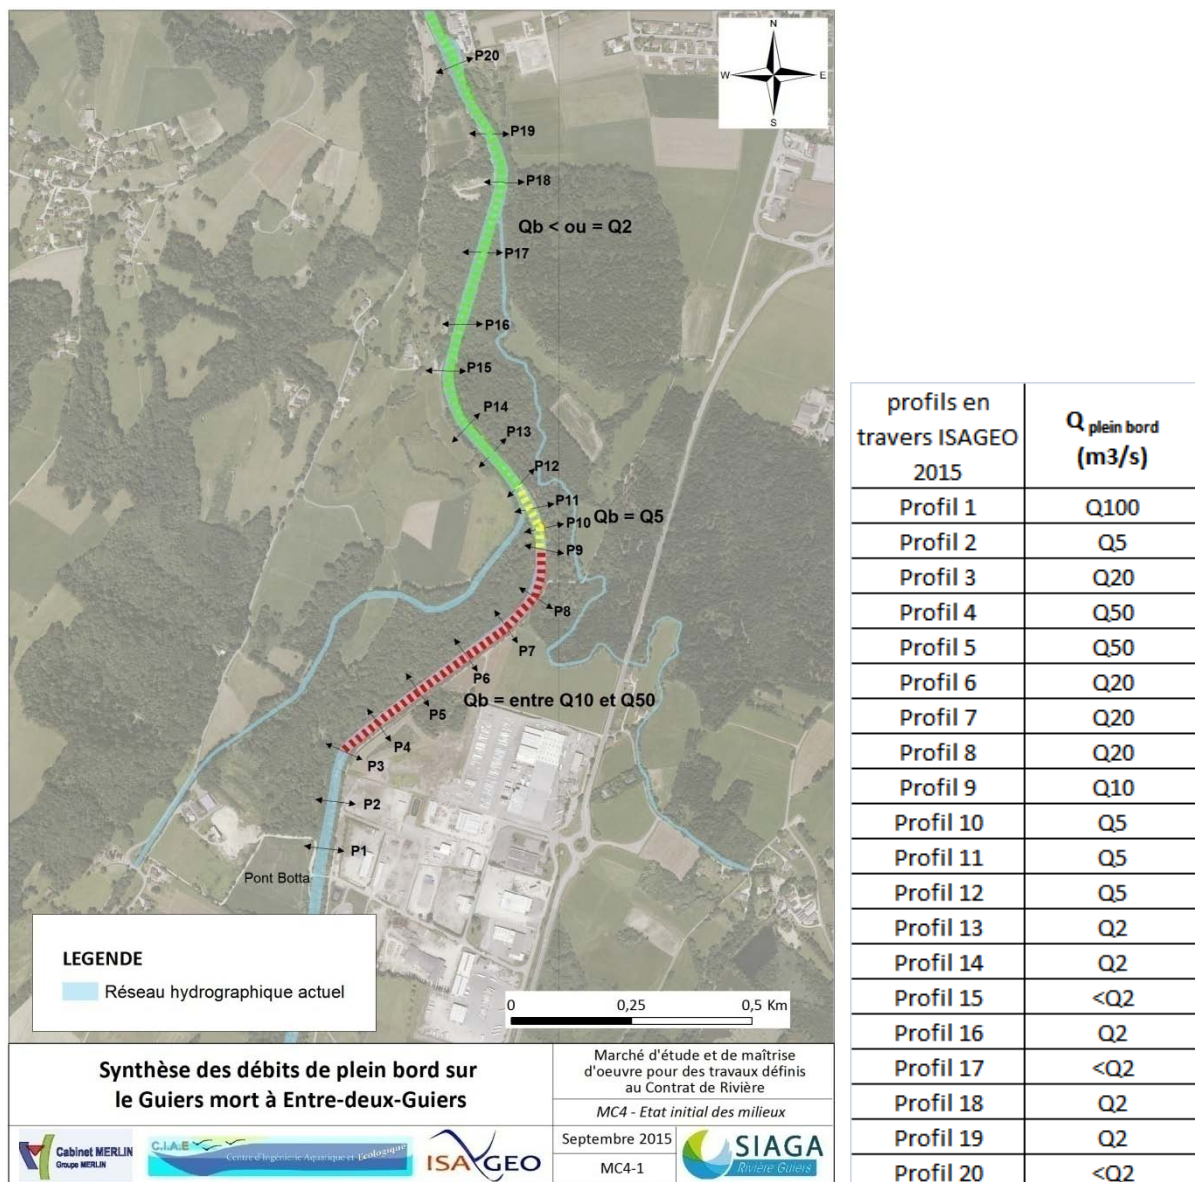 N
W
E
S
P20
P19
P18
Qb < ou = Q2
P17
P16
P15
P14
P13
P12
P11
P10
Qb = Q5
P9
P8
P7
P6
Qb = entre Q10 et Q50
P5
P4
P3
P2
P1
Pont Botta
LEGENDE
Réseau hydrographique actuel
0
0,25
0,5 Km
Synthèse des débits de plein bord sur
le Guiers mort à Entre-deux-Guiers
Marché d'étude et de maîtrise
d'oeuvre pour des travaux définis
au Contrat de Rivière
MC4 - Etat initial des milieux
Septembre 2015
MC4-1
Cabinet MERLIN
Groupe MERLIN
C.I.A.E
Centre d'Ingénierie Aquatique et Ecologique
ISAGEO
SIAGA
Rivière Guiers
profils en
travers ISAGEO
2015
Q plein bord
(m3/s)
Profil 1 Q100
Profil 2 Q5
Profil 3 Q20
Profil 4 Q50
Profil 5 Q50
Profil 6 Q20
Profil 7 Q20
Profil 8 Q20
Profil 9 Q10
Profil 10 Q5
Profil 11 Q5
Profil 12 Q5
Profil 13 Q2
Profil 14 Q2
Profil 15 <Q2
Profil 16 Q2
Profil 17 <Q2
Profil 18 Q2
Profil 19 Q2
Profil 20 <Q2